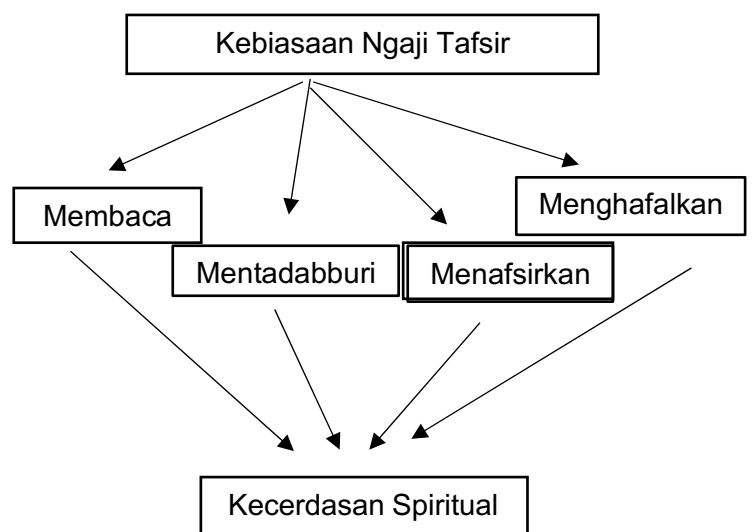 Kebiasaan Ngaji Tafsir
Membaca
Mentadabburi
Menafsirkan
Menghafalkan
Kecerdasan Spiritual